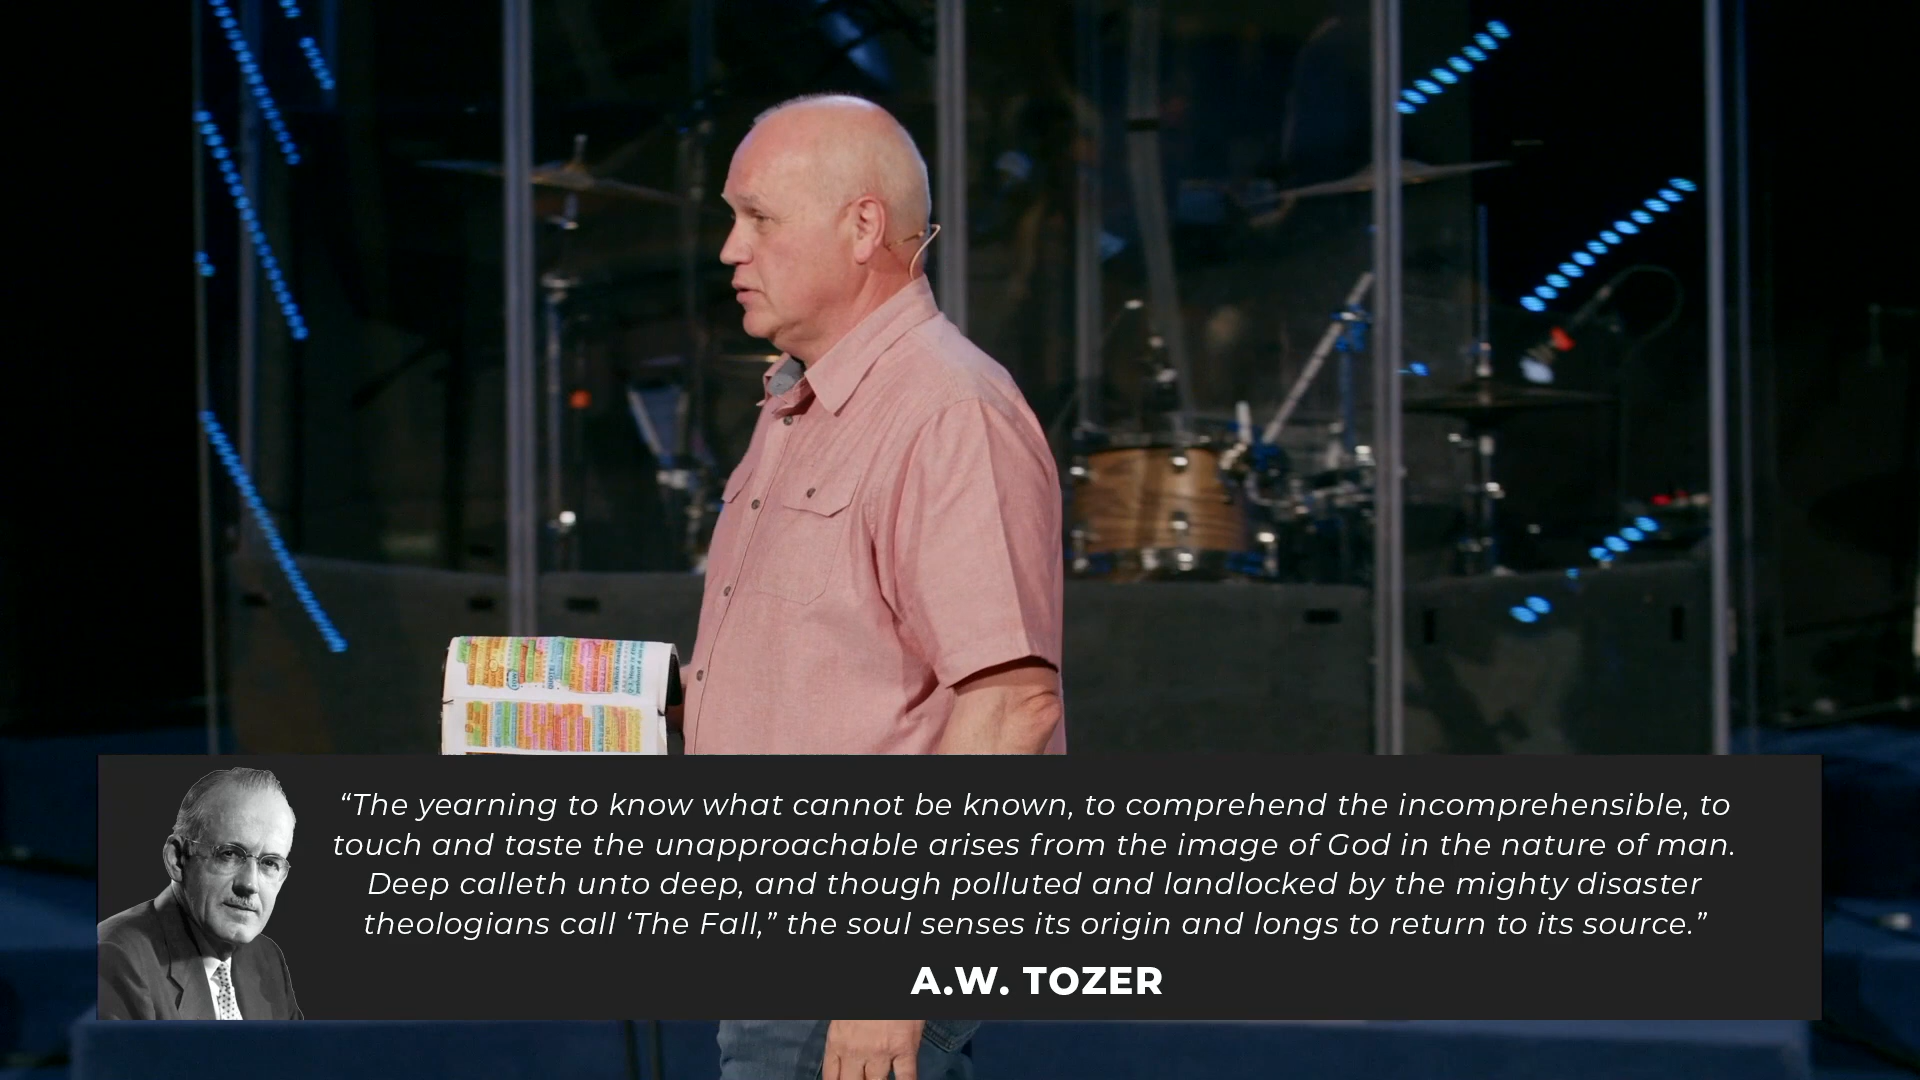 “The yearning to know what cannot be known, to comprehend the incomprehensible, to
touch and taste the unapproachable arises from the image of God in the nature of man.
Deep calleth unto deep, and though polluted and landlocked by the mighty disaster
theologians call ‘The Fall,” the soul senses its origin and longs to return to its source.”
A.W. TOZER